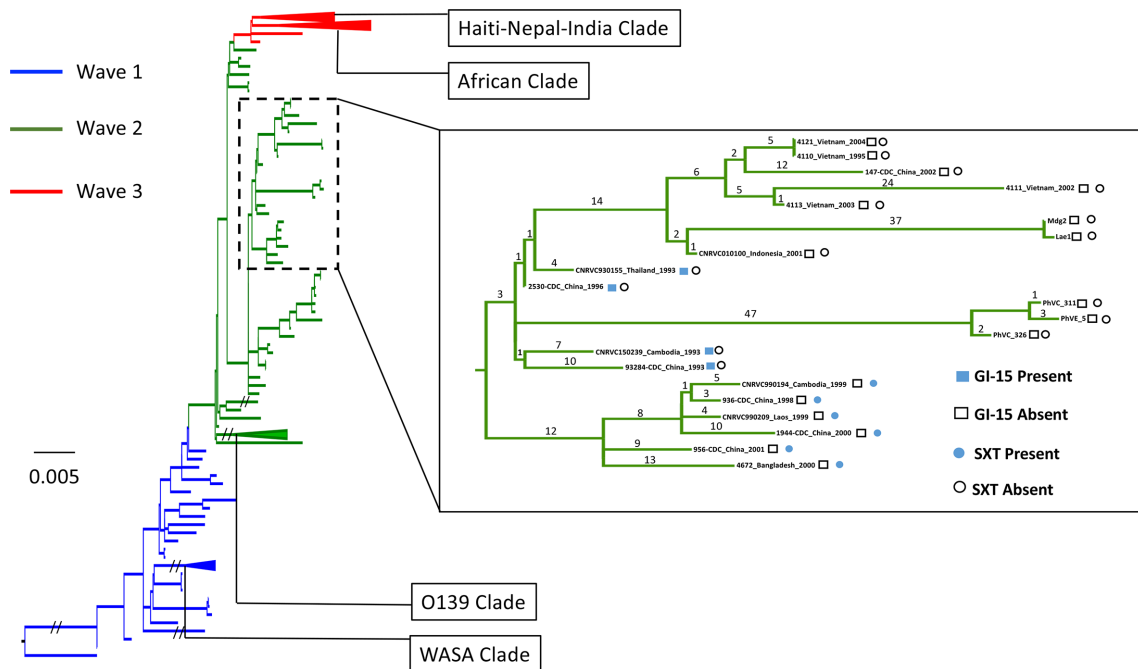 Haiti-Nepal-India Clade
African Clade
Wave 1
Wave 2
Wave 3
0.005
O139 Clade
WASA Clade
5
4121_Vietnam_2004
2
4110_Vietnam_1995
12
147-CDC_China_2002
6
24
4111_Vietnam_2002
5
1
4113_Vietnam_2003
14
37
Mdg2
Lae1
2
1
CNRVC010100_Indonesia_2001
1
4
CNRVC930155_Thailand_1993
1
2530-CDC_China_1996
3
47
1
PhVC_311
3
PhVE_5
2
PhVC_326
7
CNRVC150239_Cambodia_1993
1
10
93284-CDC_China_1993
5
CNRVC990194_Cambodia_1999
1
3
936-CDC_China_1998
8
4
CNRVC990209_Laos_1999
10
1944-CDC_China_2000
12
9
956-CDC_China_2001
13
4672_Bangladesh_2000
GI-15 Present
GI-15 Absent
SXT Present
SXT Absent